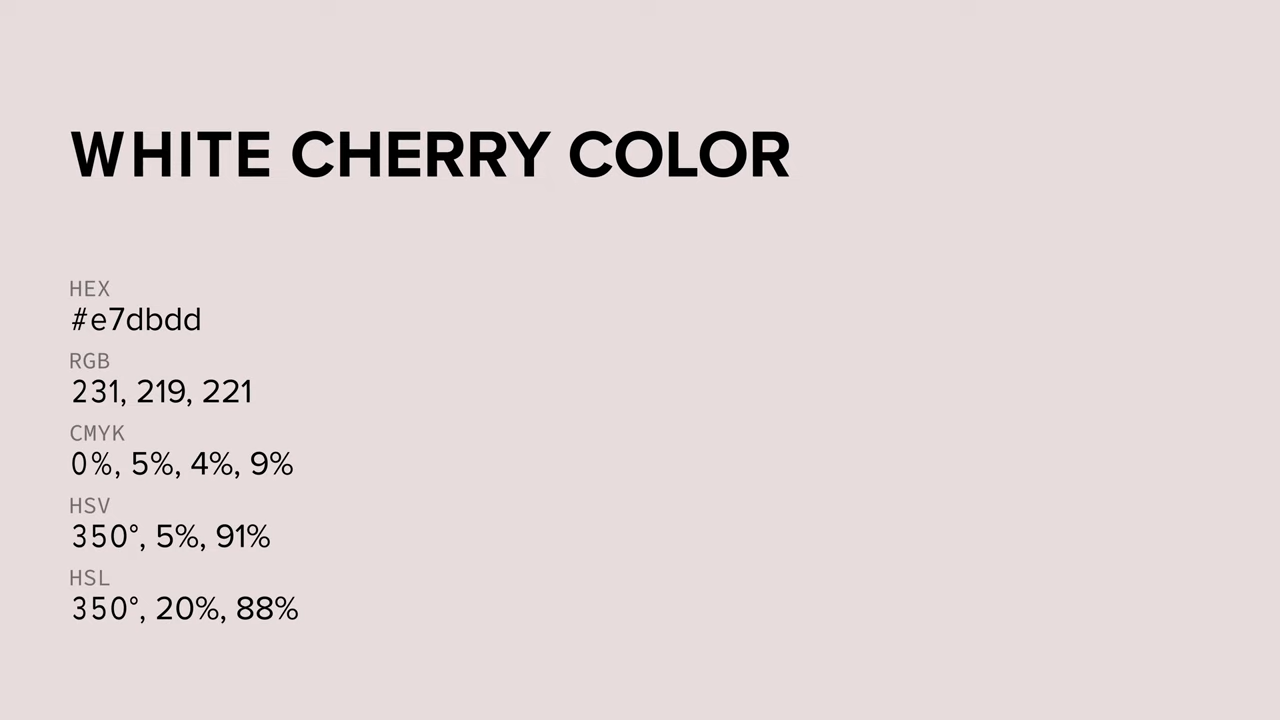 WHITE CHERRY COLOR
HEX
#e7dbdd
RGB
231, 219, 221
CMYK
0%, 5%, 4%, 9%
HSV
350°, 5%, 91%
HSL
350°, 20%, 88%